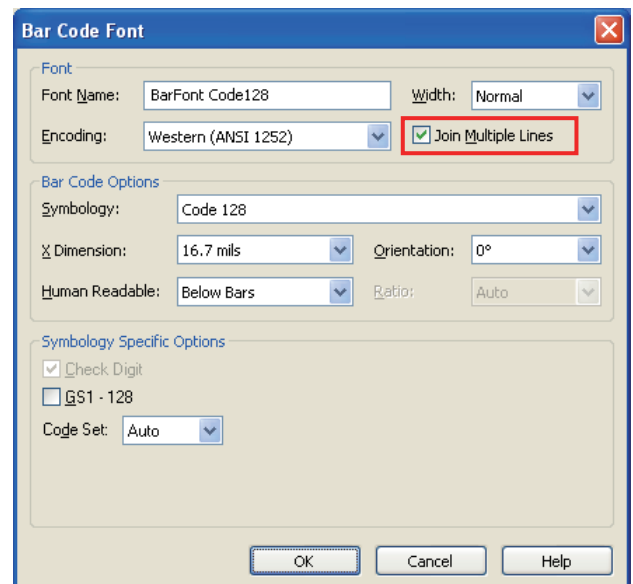 Bar Code Font
Font
Font Name: BarFont Code128 Width: Normal
Encoding: Western (ANSI 1252) Join Multiple Lines
Bar Code Options
Symbology: Code 128
X Dimension: 16.7 mils Orientation: 0°
Human Readable: Below Bars Ratio: Auto
Symbology Specific Options
Check Digit
GS1 - 128
Code Set: Auto
OK Cancel Help